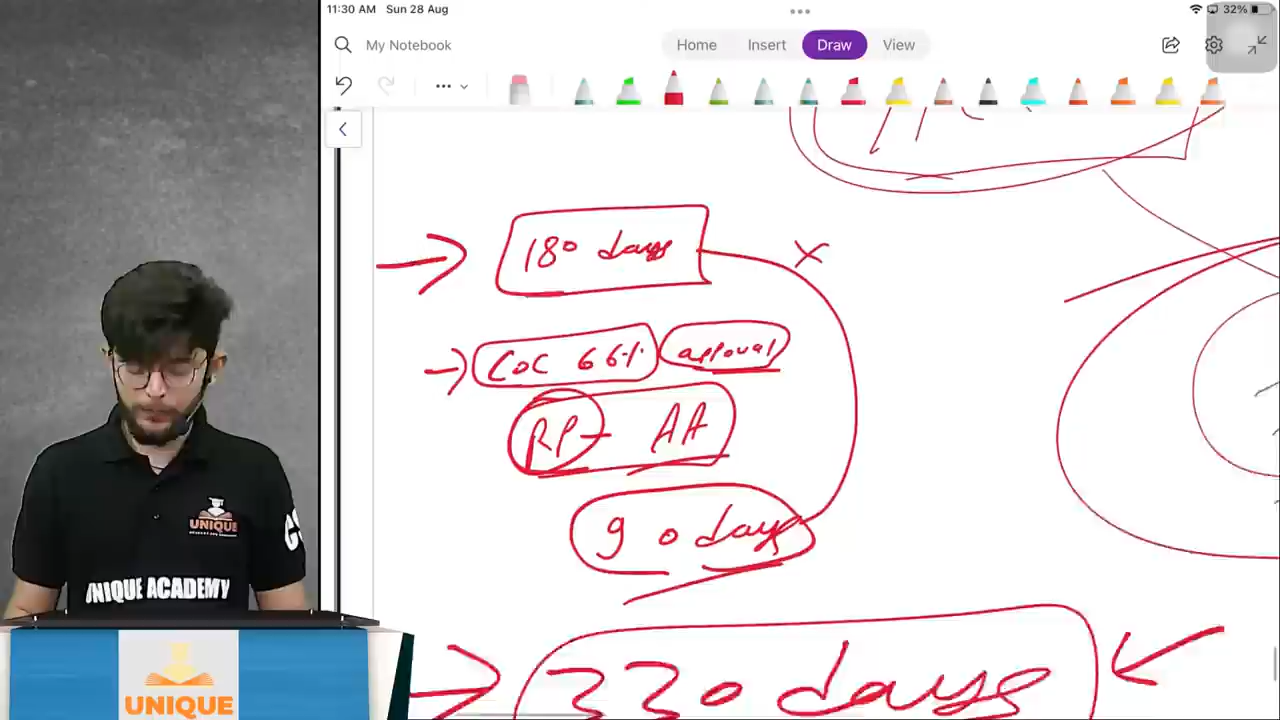 11:30 AM Sun 28 Aug
32%
My Notebook
Home Insert Draw View
180 days
X
COC 66% approval
RP - AA
90 days
330 days
UNIQUE
UNIQUE ACADEMY
UNIQUE